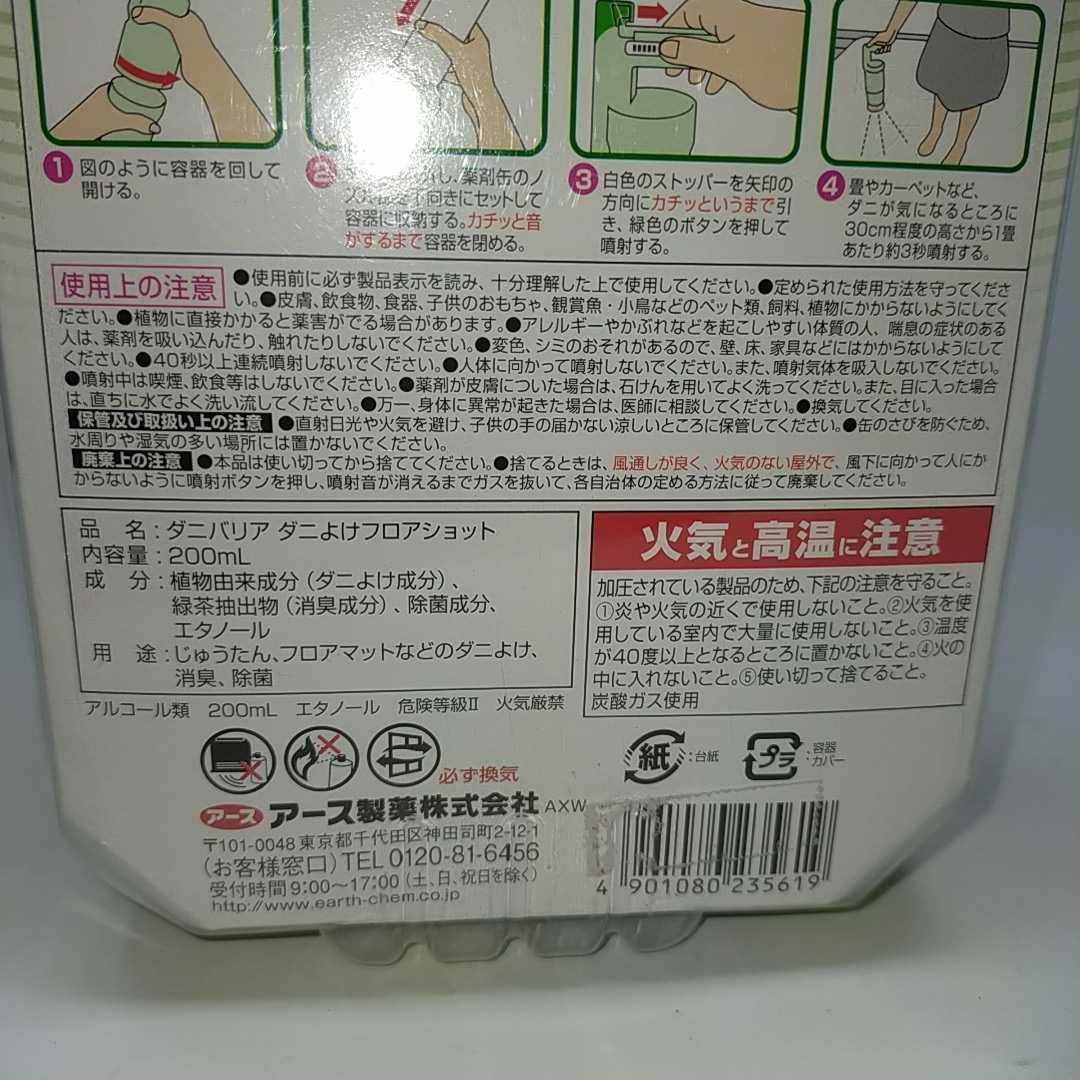 1 図のように容器を回して
開ける。
2 し、薬剤缶のノ
下向きにセットして
容器に収納する。カチッと音
がするまで容器を閉める。
3 白色のストッパーを矢印の
方向にカチッというまで引
き、緑色のボタンを押して
噴射する。
4 畳やカーペットなど、
ダニが気になるところに
30cm程度の高さから1畳
あたり約3秒噴射する。
使用上の注意 ●使用前に必ず製品表示を読み、十分理解した上で使用してください。●定められた使用方法を守ってくださ
い。●皮膚、飲食物、食器、子供のおもちゃ、観賞魚・小鳥などのペット類、飼料、植物にかからないようにしてく
ださい。●植物に直接かかると薬害がでる場合があります。●アレルギーやかぶれなどを起こしやすい体質の人、喘息の症状のある
人は、薬剤を吸い込んだり、触れたりしないでください。●変色、シミのおそれがあるので、壁、床、家具などにはかからないようにして
ください。●40秒以上連続噴射しないでください。●人体に向かって噴射しないでください。また、噴射気体を吸入しないでください。
●噴射中は喫煙、飲食等はしないでください。●薬剤が皮膚についた場合は、石けんを用いてよく洗ってください。また、目に入った場合
は、直ちに水でよく洗い流してください。●万一、身体に異常が起きた場合は、医師に相談してください。●換気してください。
保管及び取扱い上の注意 ●直射日光や火気を避け、子供の手の届かない涼しいところに保管してください。●缶のさびを防ぐため、
水周りや湿気の多い場所には置かないでください。
廃棄上の注意 ●本品は使い切ってから捨ててください。●捨てるときは、風通しが良く、火気のない屋外で、風下に向かって人にか
からないように噴射ボタンを押し、噴射音が消えるまでガスを抜いて、各自治体の定める方法に従って廃棄してください。
品 名：ダニバリア ダニよけフロアショット
内容量：200mL
成 分：植物由来成分（ダニよけ成分）、
緑茶抽出物（消臭成分）、除菌成分、
エタノール
用 途：じゅうたん、フロアマットなどのダニよけ、
消臭、除菌
アルコール類 200mL エタノール 危険等級Ⅱ 火気厳禁
火気と高温に注意
加圧されている製品のため、下記の注意を守ること。
①炎や火気の近くで使用しないこと。②火気を使
用している室内で大量に使用しないこと。③温度
が40度以上となるところに置かないこと。④火の
中に入れないこと。⑤使い切って捨てること。
炭酸ガス使用
必ず換気
紙：台紙
プラ：容器
カバー
アース アース製薬株式会社 AXW
〒101-0048 東京都千代田区神田司町2-12-1
（お客様窓口）TEL 0120-81-6456
受付時間 9:00～17:00（土、日、祝日を除く）
http://www.earth-chem.co.jp
4 901080 235619